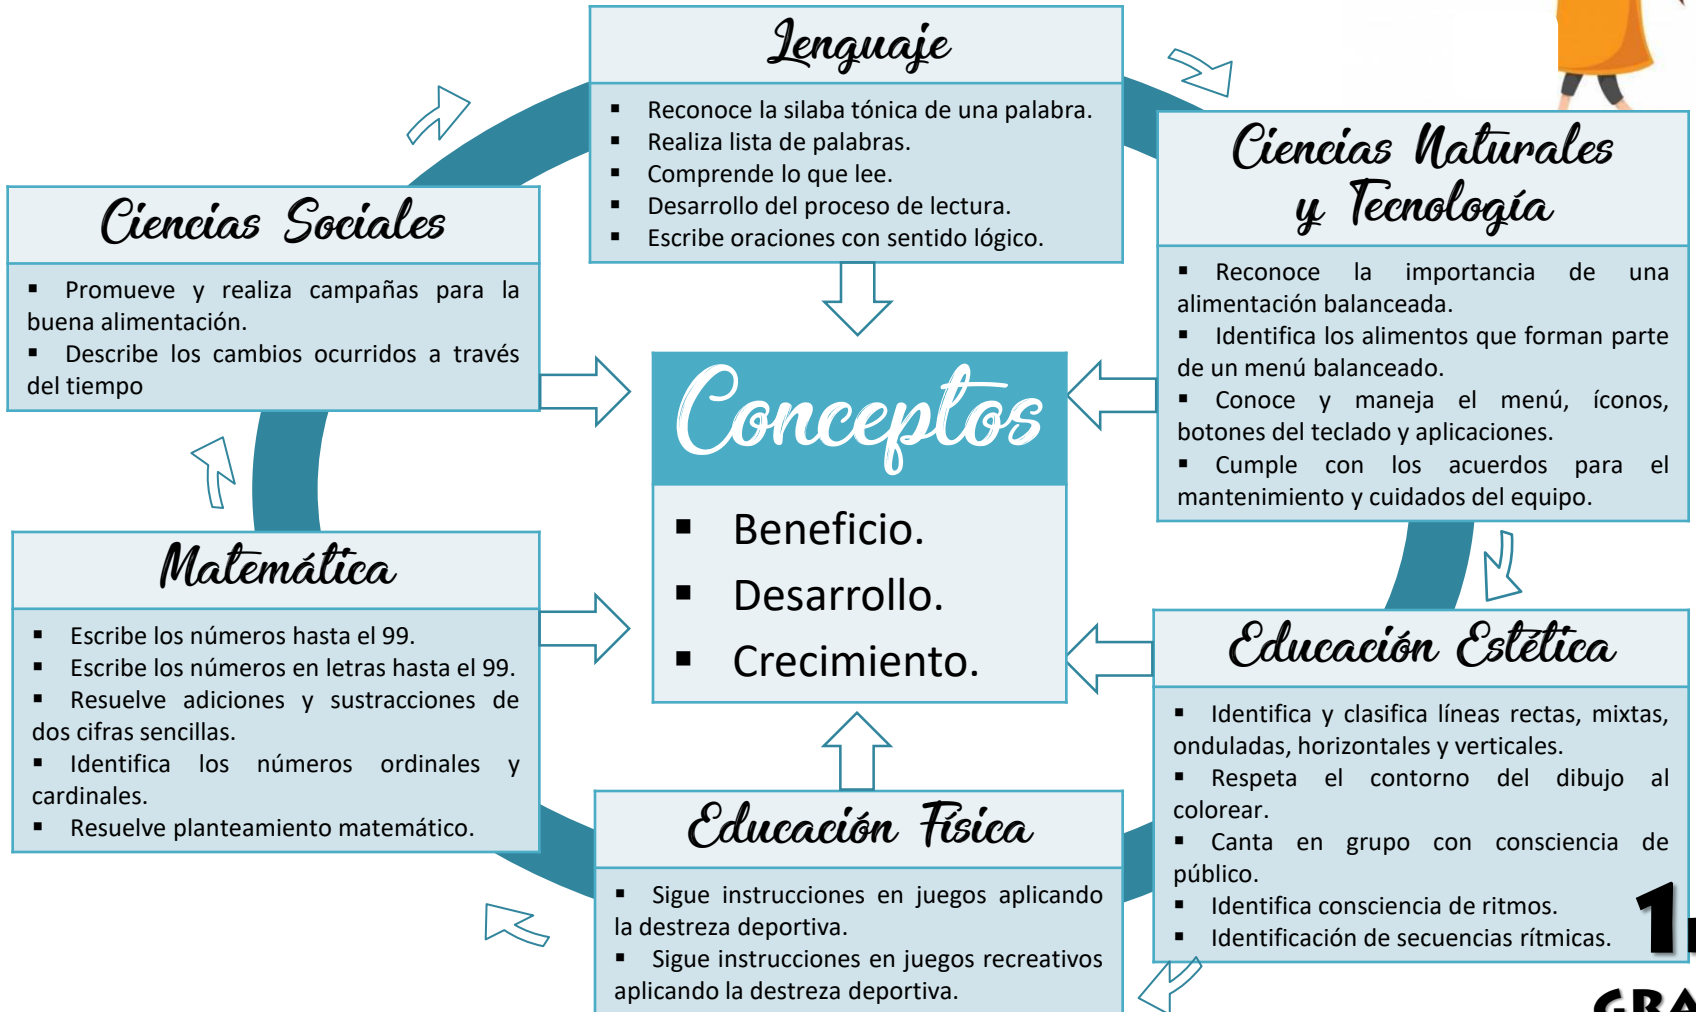 Lenguaje
▪ Reconoce la silaba tónica de una palabra.
▪ Realiza lista de palabras.
▪ Comprende lo que lee.
▪ Desarrollo del proceso de lectura.
▪ Escribe oraciones con sentido lógico.
Ciencias Naturales
y Tecnología
▪ Reconoce la importancia de una
alimentación balanceada.
▪ Identifica los alimentos que forman parte
de un menú balanceado.
▪ Conoce y maneja el menú, íconos,
botones del teclado y aplicaciones.
▪ Cumple con los acuerdos para el
mantenimiento y cuidados del equipo.
Ciencias Sociales
▪ Promueve y realiza campañas para la
buena alimentación.
▪ Describe los cambios ocurridos a través
del tiempo
Conceptos
▪ Beneficio.
▪ Desarrollo.
▪ Crecimiento.
Matemática
▪ Escribe los números hasta el 99.
▪ Escribe los números en letras hasta el 99.
▪ Resuelve adiciones y sustracciones de
dos cifras sencillas.
▪ Identifica los números ordinales y
cardinales.
▪ Resuelve planteamiento matemático.
Educación Estética
▪ Identifica y clasifica líneas rectas, mixtas,
onduladas, horizontales y verticales.
▪ Respeta el contorno del dibujo al
colorear.
▪ Canta en grupo con consciencia de
público.
▪ Identifica consciencia de ritmos.
▪ Identificación de secuencias rítmicas.
Educación Física
▪ Sigue instrucciones en juegos aplicando
la destreza deportiva.
▪ Sigue instrucciones en juegos recreativos
aplicando la destreza deportiva.
1
GRA